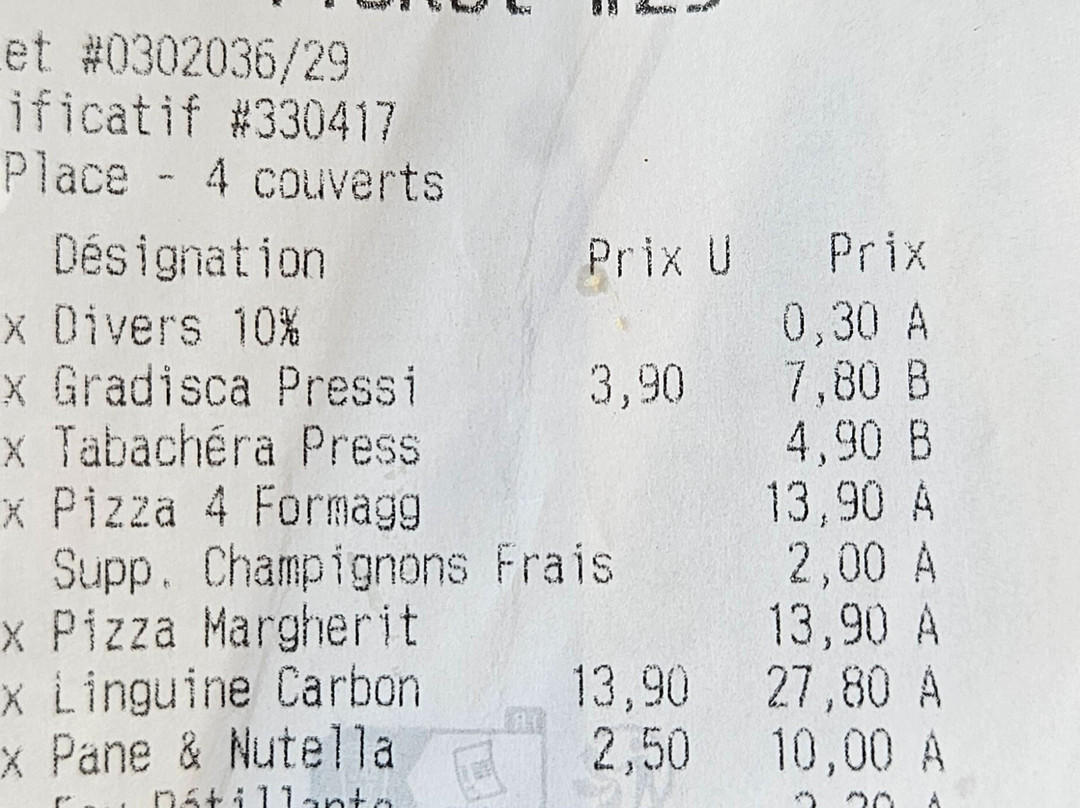 et #0302036/29
ificatif #330417
Place - 4 couverts
Désignation Prix U Prix
x Divers 10% 0,30 A
x Gradisca Pressi 3,90 7,80 B
x Tabachéra Press 4,90 B
x Pizza 4 Formagg 13,90 A
Supp. Champignons Frais 2,00 A
x Pizza Margherit 13,90 A
x Linguine Carbon 13,90 27,80 A
x Pane & Nutella 2,50 10,00 A